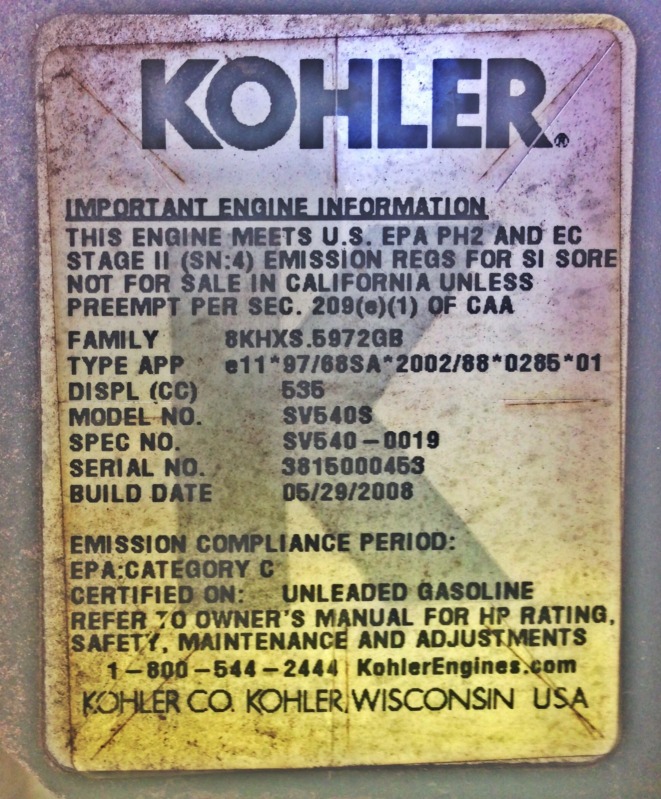 KOHLER.
IMPORTANT ENGINE INFORMATION
THIS ENGINE MEETS U.S. EPA PH2 AND EC
STAGE II (SN:4) EMISSION REGS FOR SI SORE
NOT FOR SALE IN CALIFORNIA UNLESS
PREEMPT PER SEC. 209(e)(1) OF CAA
FAMILY 8KHXS.5972GB
TYPE APP e11*97/68SA*2002/88*0285*01
DISPL (CC) 535
MODEL NO. SV540S
SPEC NO. SV540-0019
SERIAL NO. 3815000453
BUILD DATE 05/29/2008
EMISSION COMPLIANCE PERIOD:
EPA:CATEGORY C
CERTIFIED ON: UNLEADED GASOLINE
REFER TO OWNER'S MANUAL FOR HP RATING,
SAFETY, MAINTENANCE AND ADJUSTMENTS
1-800-544-2444 KohlerEngines.com
KOHLER CO. KOHLER, WISCONSIN USA